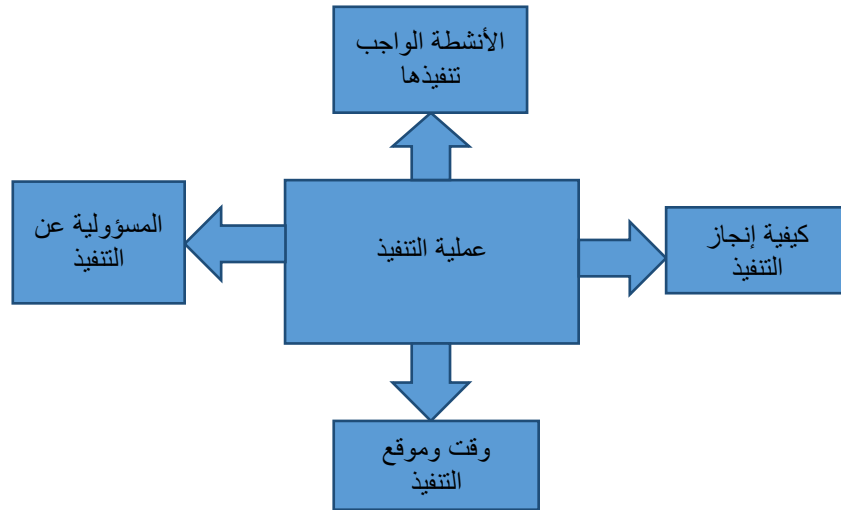 الأنشطة الواجب
تنفيذها
المسؤولية عن
التنفيذ
عملية التنفيذ
كيفية إنجاز
التنفيذ
وقت وموقع
التنفيذ